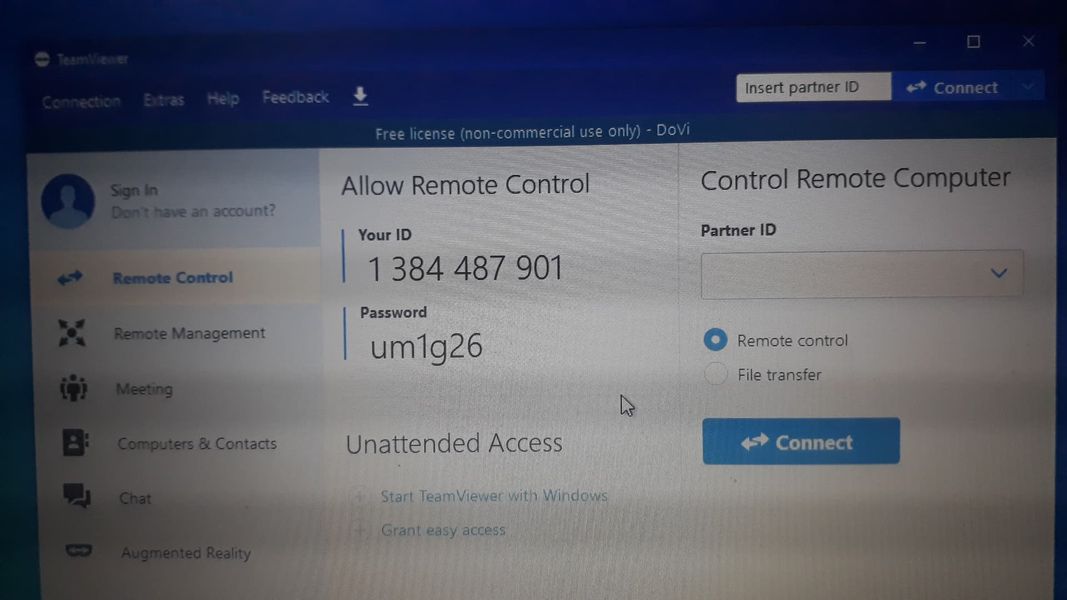 TeamViewer
Connection Extras Help Feedback
Insert partner ID
Connect
Free license (non-commercial use only) - DoVi
Sign In
Don't have an account?
Remote Control
Remote Management
Meeting
Computers & Contacts
Chat
Augmented Reality
Allow Remote Control
Your ID
1 384 487 901
Password
um1g26
Unattended Access
Start TeamViewer with Windows
Grant easy access
Control Remote Computer
Partner ID
Remote control
File transfer
Connect